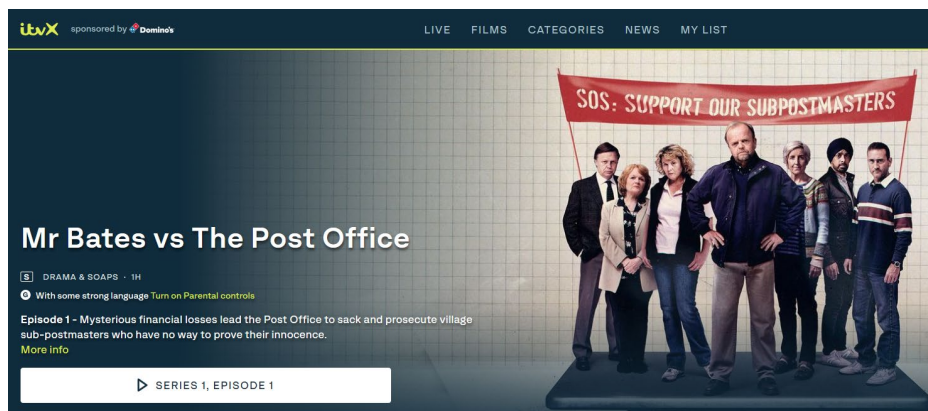 itvX sponsored by Domino's
LIVE FILMS CATEGORIES NEWS MY LIST
SOS: SUPPORT OUR SUBPOSTMASTERS
Mr Bates vs The Post Office
S DRAMA & SOAPS · 1H
G With some strong language Turn on Parental controls
Episode 1 - Mysterious financial losses lead the Post Office to sack and prosecute village
sub-postmasters who have no way to prove their innocence.
More info
SERIES 1, EPISODE 1